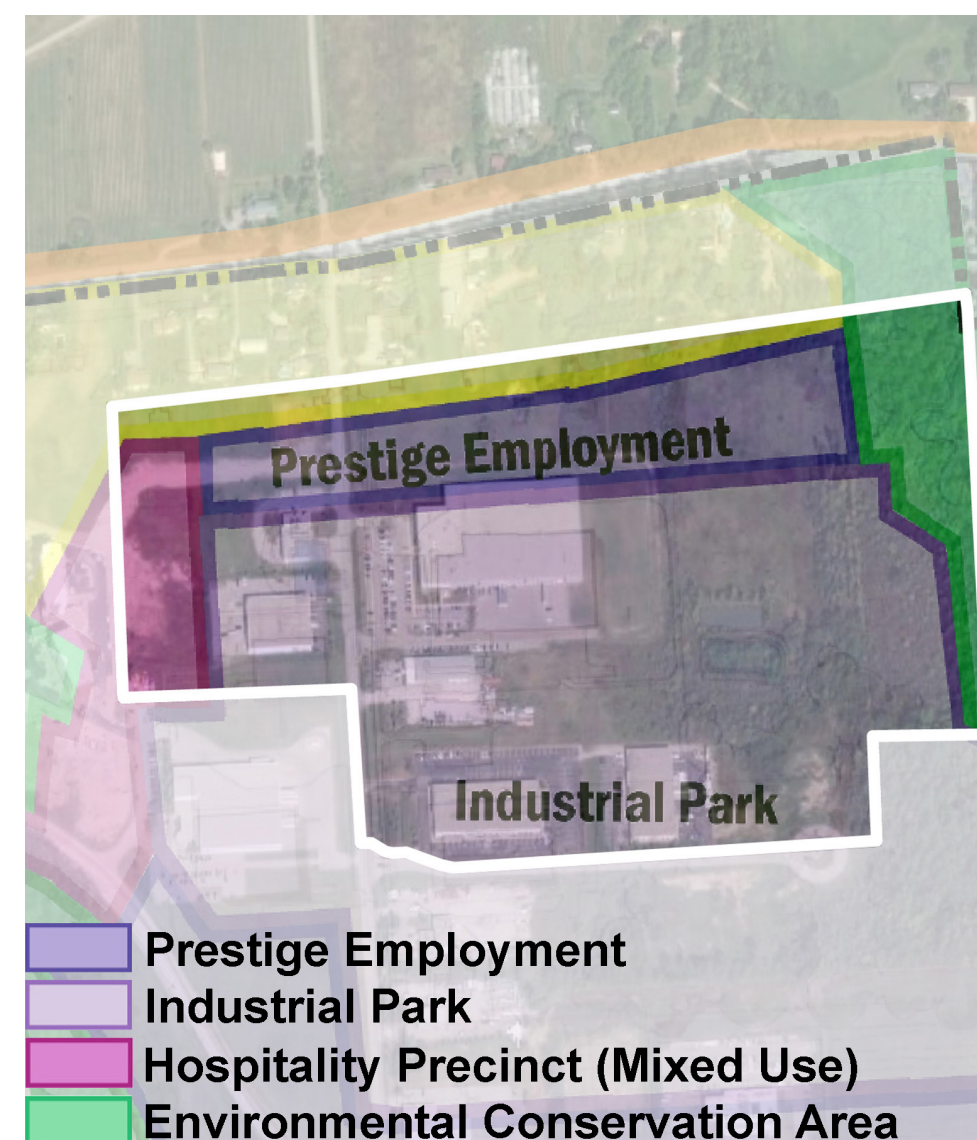 Prestige Employment
Industrial Park
Prestige Employment
Industrial Park
Hospitality Precinct (Mixed Use)
Environmental Conservation Area